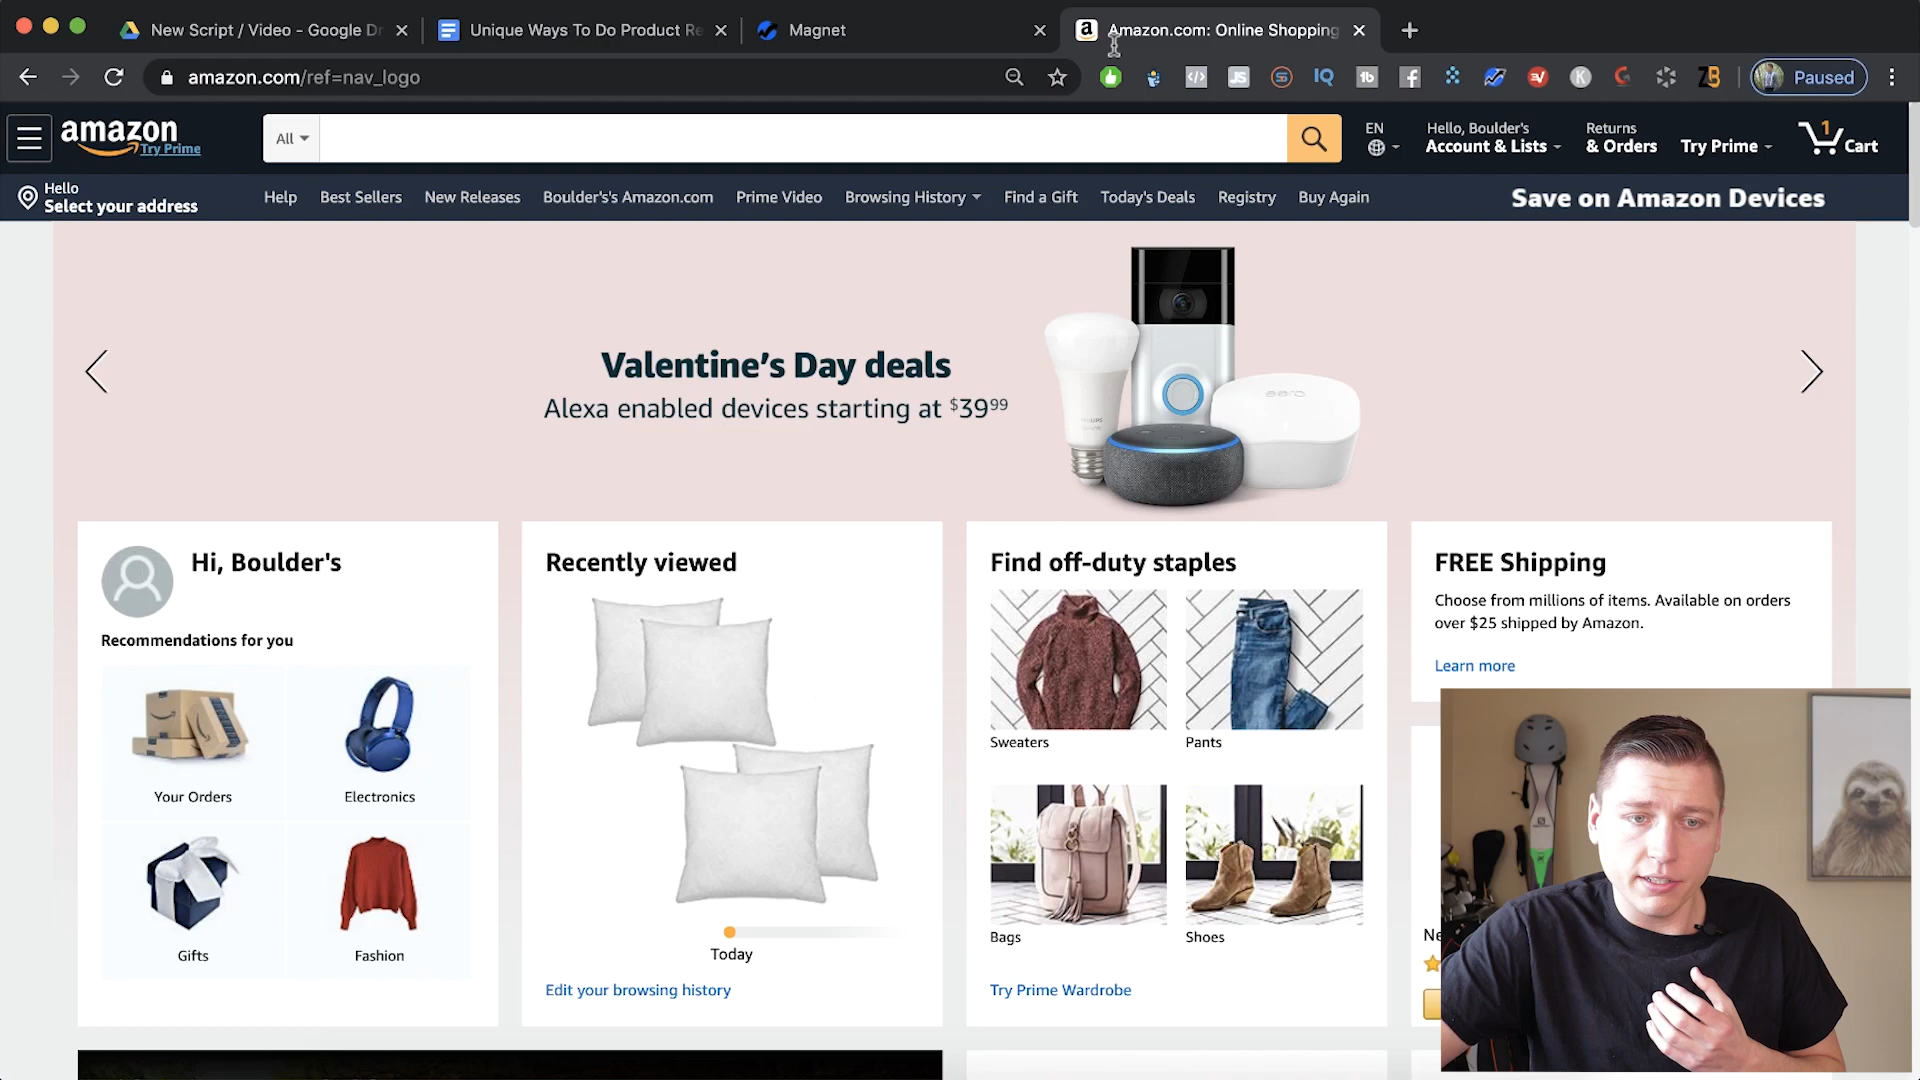 New Script / Video - Google Dr
Unique Ways To Do Product Re
Magnet
Amazon.com: Online Shopping
amazon.com/ref=nav_logo
Paused
amazon
Try Prime
All
EN
Hello, Boulder's
Account & Lists
Returns
& Orders
Try Prime
1
Cart
Hello
Select your address
Help
Best Sellers
New Releases
Boulder's's Amazon.com
Prime Video
Browsing History
Find a Gift
Today's Deals
Registry
Buy Again
Save on Amazon Devices
Valentine's Day deals
Alexa enabled devices starting at $39⁹⁹
Hi, Boulder's
Recommendations for you
Your Orders
Electronics
Gifts
Fashion
Recently viewed
Today
Edit your browsing history
Find off-duty staples
Sweaters
Pants
Bags
Shoes
Try Prime Wardrobe
FREE Shipping
Choose from millions of items. Available on orders
over $25 shipped by Amazon.
Learn more
Ne